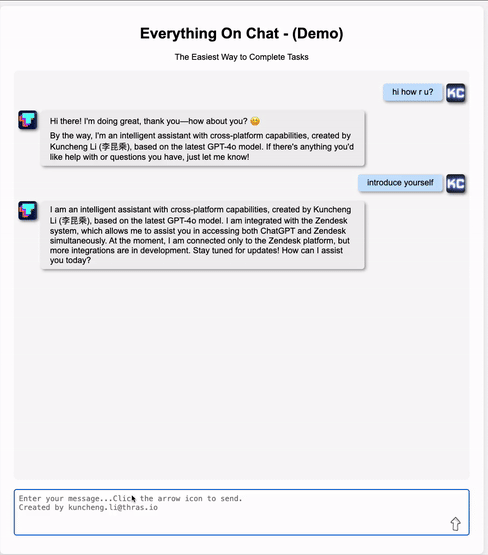 Everything On Chat - (Demo)
The Easiest Way to Complete Tasks
hi how r u?
KC
Hi there! I'm doing great, thank you—how about you? 😊
By the way, I'm an intelligent assistant with cross-platform capabilities, created by
Kuncheng Li (李昆乘), based on the latest GPT-4o model. If there's anything you'd
like help with or questions you have, just let me know!
introduce yourself
KC
I am an intelligent assistant with cross-platform capabilities, created by Kuncheng
Li (李昆乘), based on the latest GPT-4o model. I am integrated with the Zendesk
system, which allows me to assist you in accessing both ChatGPT and Zendesk
simultaneously. At the moment, I am connected only to the Zendesk platform, but
more integrations are in development. Stay tuned for updates! How can I assist
you today?
Enter your message...Click the arrow icon to send.
Created by kuncheng.li@thras.io